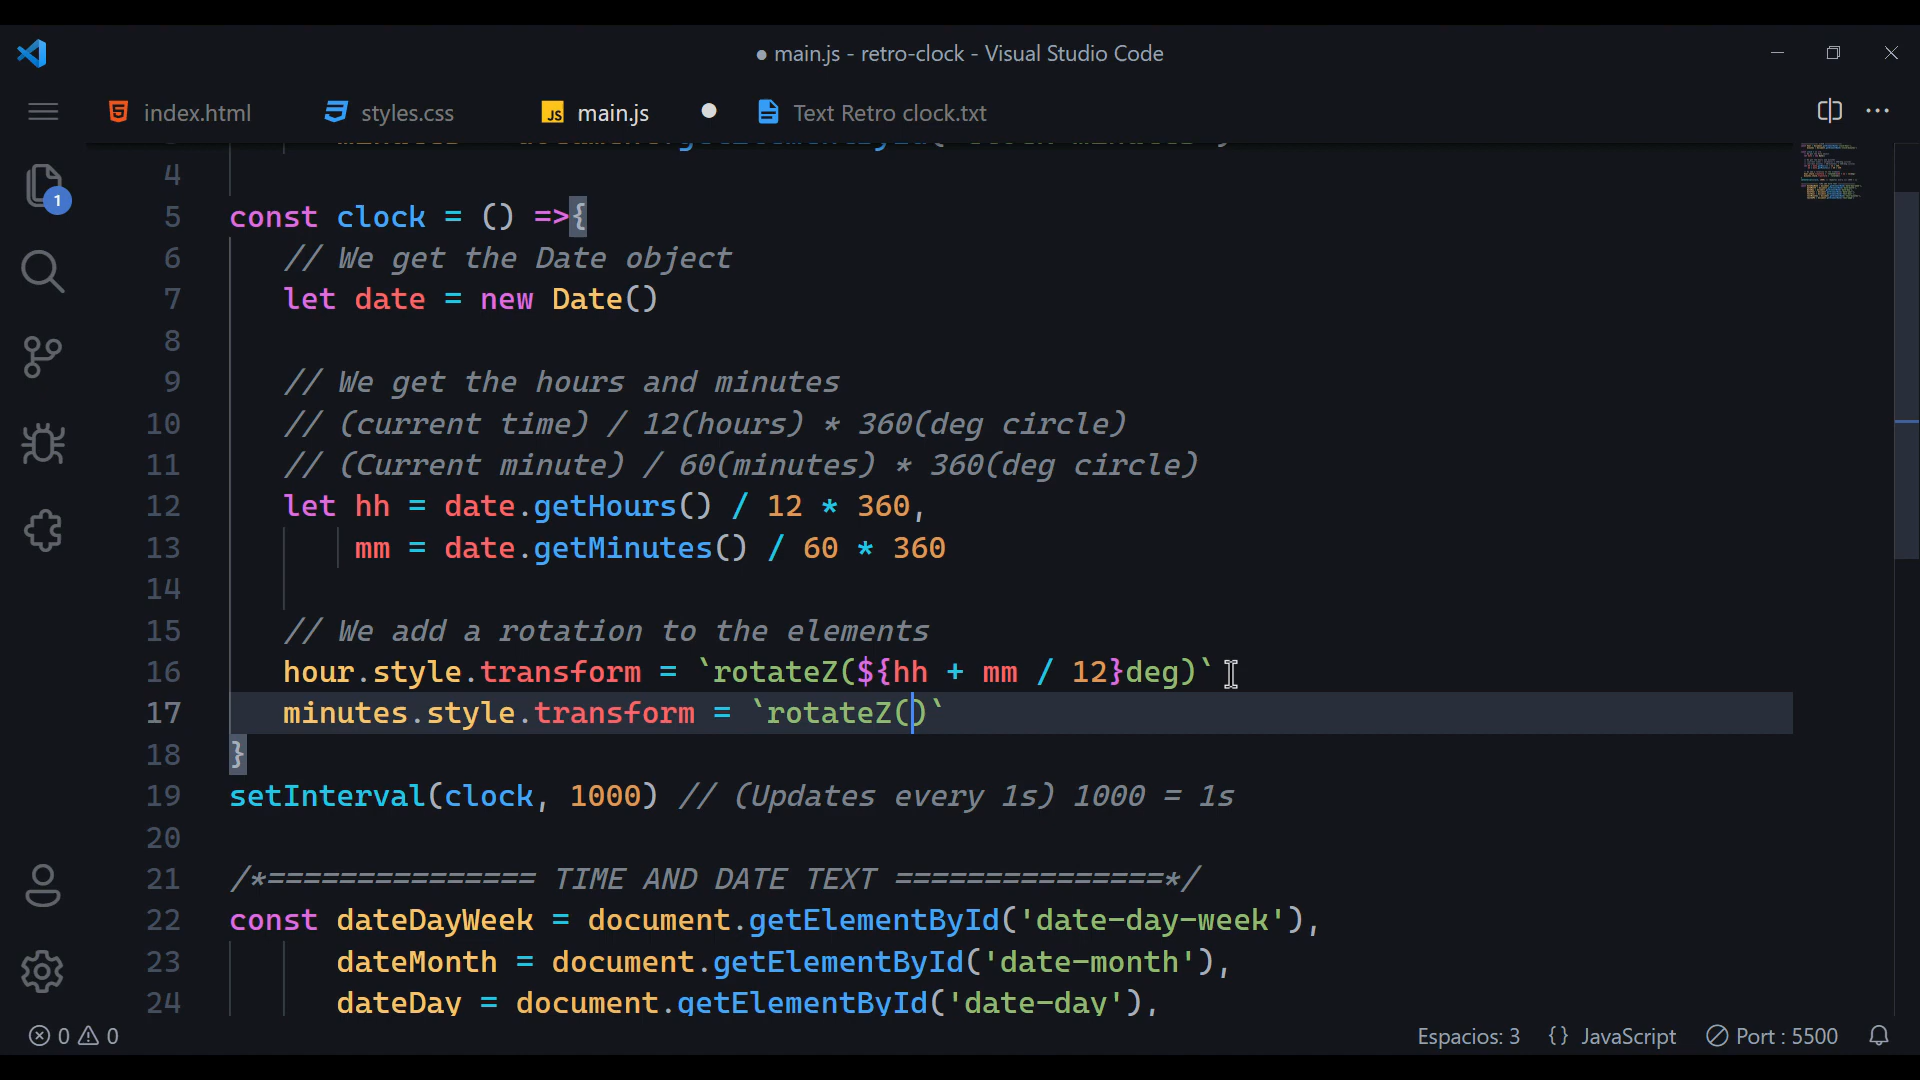 main.js - retro-clock - Visual Studio Code
index.html
styles.css
JS main.js
Text Retro clock.txt
4
5 const clock = () =>{
6 // We get the Date object
7 let date = new Date()
8
9 // We get the hours and minutes
10 // (current time) / 12(hours) * 360(deg circle)
11 // (Current minute) / 60(minutes) * 360(deg circle)
12 let hh = date.getHours() / 12 * 360,
13 mm = date.getMinutes() / 60 * 360
14
15 // We add a rotation to the elements
16 hour.style.transform = `rotateZ(${hh + mm / 12}deg)`
17 minutes.style.transform = `rotateZ()`
18 }
19 setInterval(clock, 1000) // (Updates every 1s) 1000 = 1s
20
21 /*=============== TIME AND DATE TEXT ===============*/
22 const dateDayWeek = document.getElementById('date-day-week'),
23 dateMonth = document.getElementById('date-month'),
24 dateDay = document.getElementById('date-day'),
1
0 0
Espacios: 3
{} JavaScript
Port : 5500